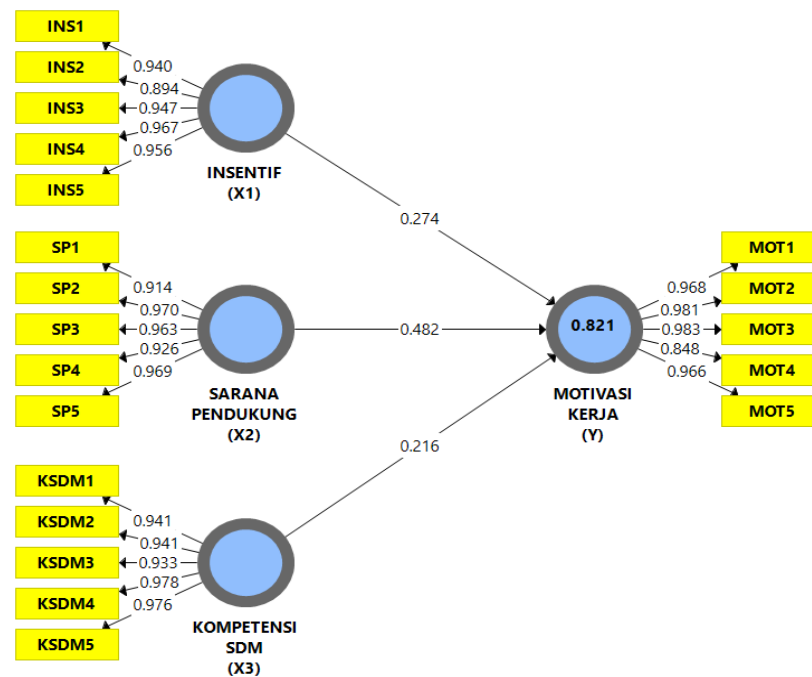 INS1
INS2
INS3
INS4
INS5
0.940
0.894
0.947
0.967
0.956
INSENTIF
(X1)
0.274
SP1
SP2
SP3
SP4
SP5
0.914
0.970
0.963
0.926
0.969
SARANA
PENDUKUNG
(X2)
0.482
KSDM1
KSDM2
KSDM3
KSDM4
KSDM5
0.941
0.941
0.933
0.978
0.976
KOMPETENSI
SDM
(X3)
0.216
0.821
MOTIVASI
KERJA
(Y)
0.968
0.981
0.983
0.848
0.966
MOT1
MOT2
MOT3
MOT4
MOT5